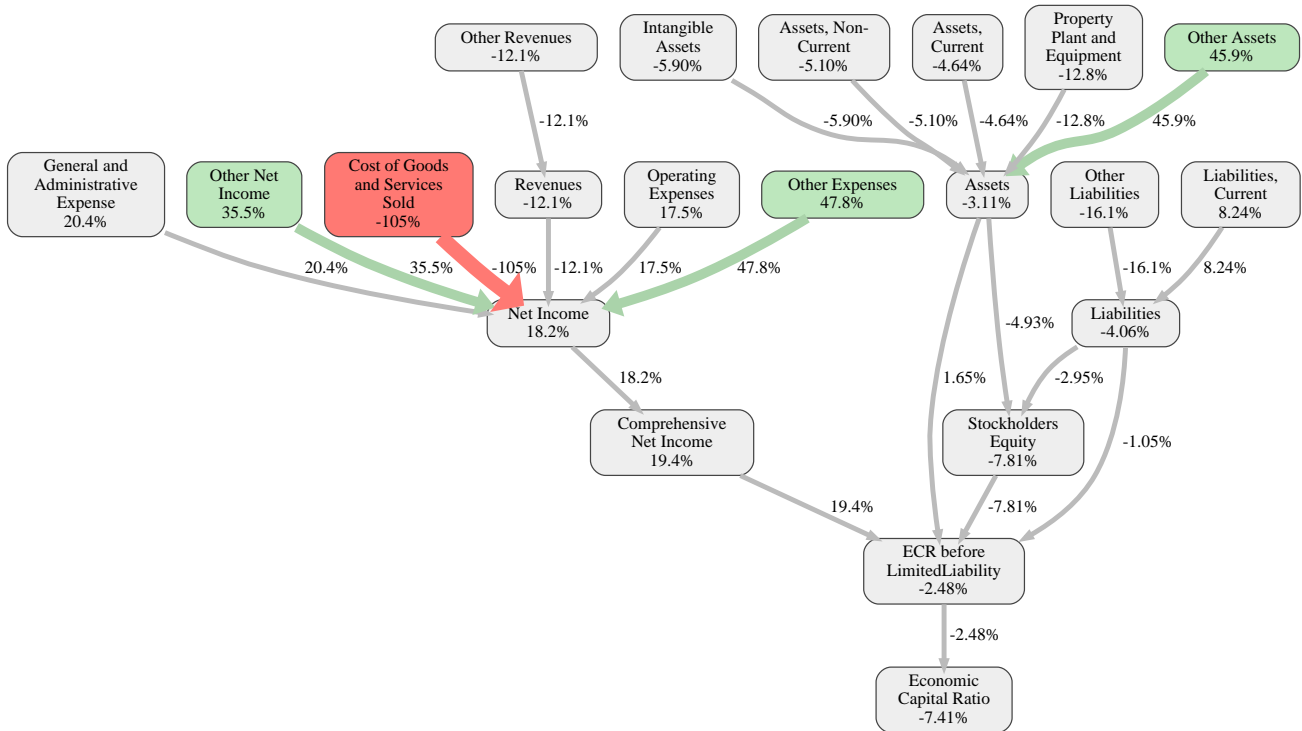 Other Revenues
-12.1%
Intangible
Assets
-5.90%
Assets, Non-
Current
-5.10%
Assets,
Current
-4.64%
Property
Plant and
Equipment
-12.8%
Other Assets
45.9%
-12.1%
-5.90%
-5.10%
-4.64%
-12.8%
45.9%
General and
Administrative
Expense
20.4%
Other Net
Income
35.5%
Cost of Goods
and Services
Sold
-105%
Revenues
-12.1%
Operating
Expenses
17.5%
Other Expenses
47.8%
Assets
-3.11%
Other
Liabilities
-16.1%
Liabilities,
Current
8.24%
20.4%
35.5%
-105%
-12.1%
17.5%
47.8%
-16.1%
8.24%
Net Income
18.2%
-4.93%
Liabilities
-4.06%
18.2%
1.65%
-2.95%
Comprehensive
Net Income
19.4%
Stockholders
Equity
-7.81%
-1.05%
19.4%
-7.81%
ECR before
LimitedLiability
-2.48%
-2.48%
Economic
Capital Ratio
-7.41%